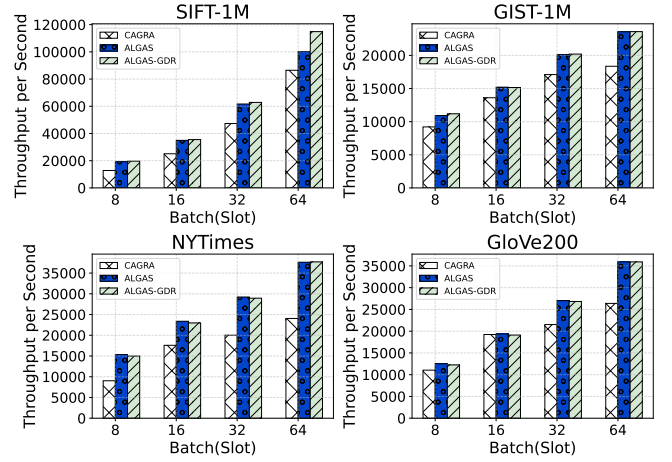 SIFT-1M
Throughput per Second
120000
100000
80000
60000
40000
20000
0
CAGRA
ALGAS
ALGAS-GDR
8 16 32 64
Batch(Slot)
GIST-1M
Throughput per Second
20000
15000
10000
5000
0
CAGRA
ALGAS
ALGAS-GDR
8 16 32 64
Batch(Slot)
NYTimes
Throughput per Second
35000
30000
25000
20000
15000
10000
5000
0
CAGRA
ALGAS
ALGAS-GDR
8 16 32 64
Batch(Slot)
GloVe200
Throughput per Second
35000
30000
25000
20000
15000
10000
5000
0
CAGRA
ALGAS
ALGAS-GDR
8 16 32 64
Batch(Slot)